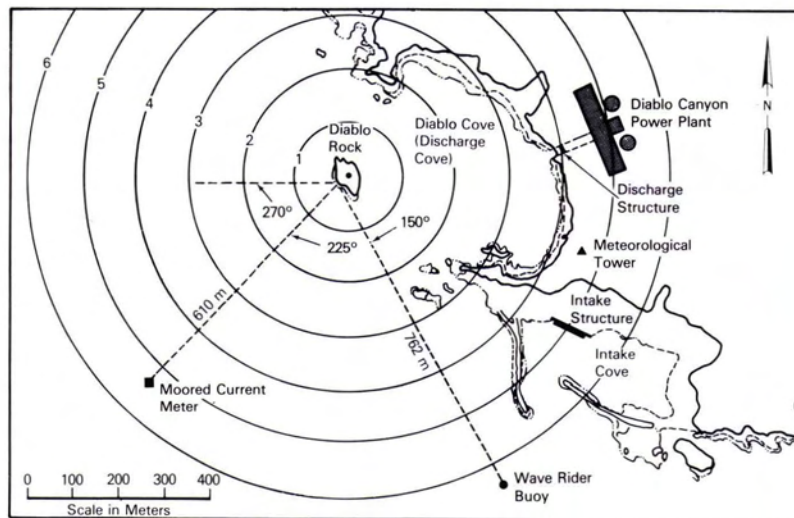 6
5
4
3
2
1
Diablo
Rock
Diablo Cove
(Discharge
Cove)
Diablo Canyon
Power Plant
N
Discharge
Structure
270°
225°
150°
Meteorological
Tower
610 m
762 m
Intake
Structure
Intake
Cove
Moored Current
Meter
Wave Rider
Buoy
0 100 200 300 400
Scale in Meters